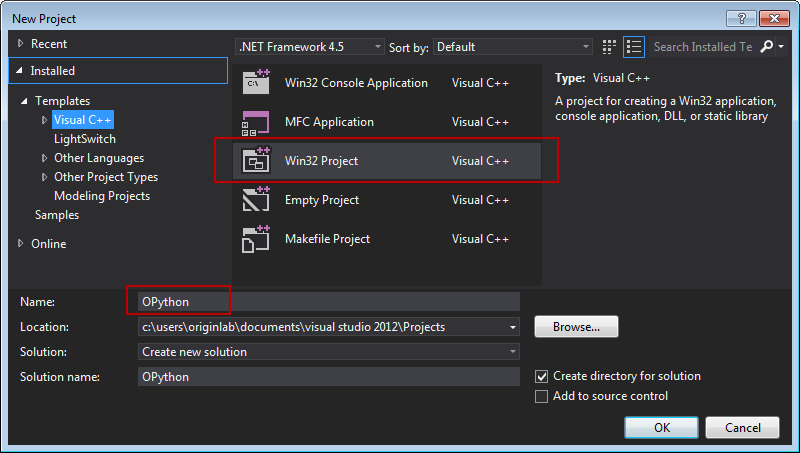 New Project
Recent
.NET Framework 4.5
Sort by:
Default
Search Installed Te
Installed
Templates
Visual C++
LightSwitch
Other Languages
Other Project Types
Modeling Projects
Samples
Online
C:\
Win32 Console Application Visual C++
MFC Application Visual C++
Win32 Project Visual C++
Empty Project Visual C++
Makefile Project Visual C++
Type: Visual C++
A project for creating a Win32 application,
console application, DLL, or static library
Name: OPython
Location: c:\users\originlab\documents\visual studio 2012\Projects
Browse...
Solution: Create new solution
Solution name: OPython
Create directory for solution
Add to source control
OK
Cancel